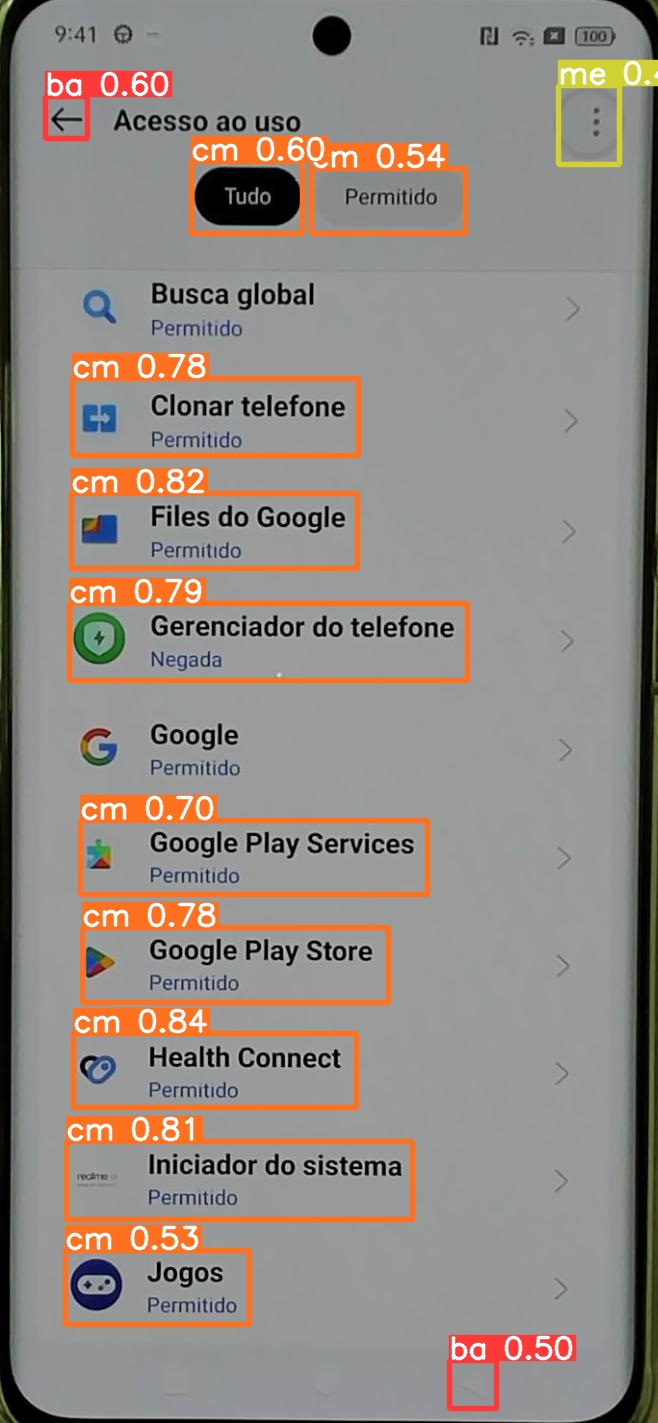 9:41
100
ba 0.60
me 0.4
Acesso ao uso
cm 0.60
cm 0.54
Tudo
Permitido
Busca global
Permitido
cm 0.78
Clonar telefone
Permitido
cm 0.82
Files do Google
Permitido
cm 0.79
Gerenciador do telefone
Negada
Google
Permitido
cm 0.70
Google Play Services
Permitido
cm 0.78
Google Play Store
Permitido
cm 0.84
Health Connect
Permitido
cm 0.81
Iniciador do sistema
realme UI
Permitido
cm 0.53
Jogos
Permitido
ba 0.50